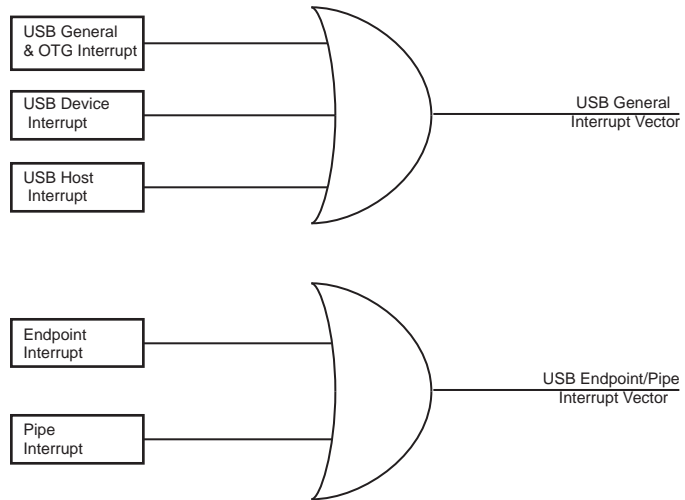 USB General
& OTG Interrupt
USB Device
Interrupt
USB Host
Interrupt
USB General
Interrupt Vector
Endpoint
Interrupt
Pipe
Interrupt
USB Endpoint/Pipe
Interrupt Vector